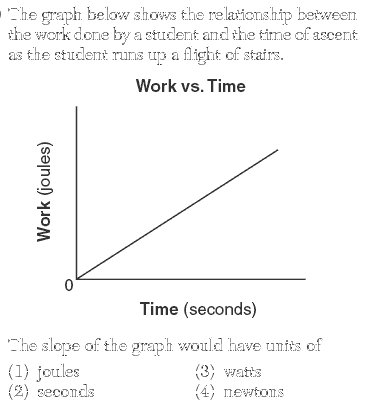 The graph below shows the relationship between
the work done by a student and the time of ascent
as the student runs up a flight of stairs.
Work vs. Time
Work (joules)
0
Time (seconds)
The slope of the graph would have units of
(1) joules (3) watts
(2) seconds (4) newtons